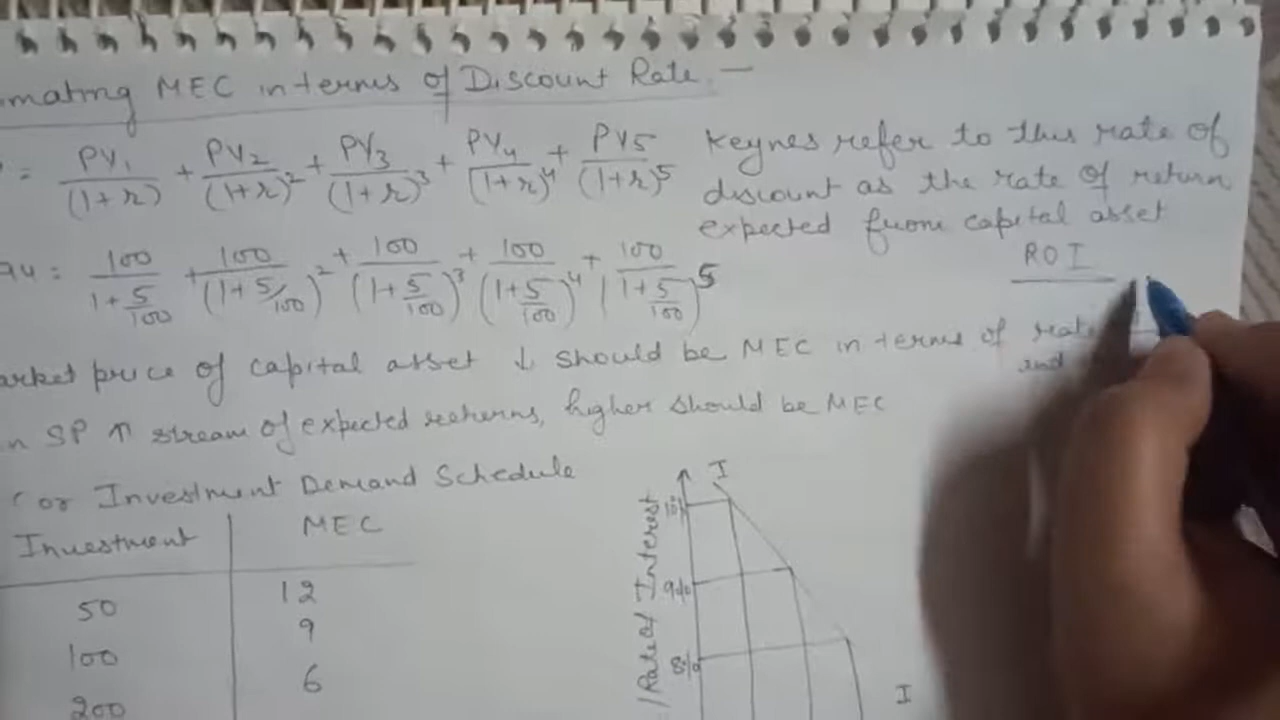 mating MEC in terms of Discount Rate. —
= PV₁/(1+r) + PV₂/(1+r)² + PV₃/(1+r)³ + PV₄/(1+r)⁴ + PV5/(1+r)⁵
Keynes refer to this rate of
discount as the rate of return
expected from capital asset
ROI
94 = 100/1+5/100 + 100/(1+5/100)² + 100/(1+5/100)³ + 100/(1+5/100)⁴ + 100/(1+5/100)⁵
arket price of capital asset ↓ should be MEC in terms of rate
and
n SP ↑ stream of expected returns, higher should be MEC
(or Investment Demand Schedule
Investment MEC
50 12
100 9
200 6
I
10%
9%
8%
/Rate of Interest
I